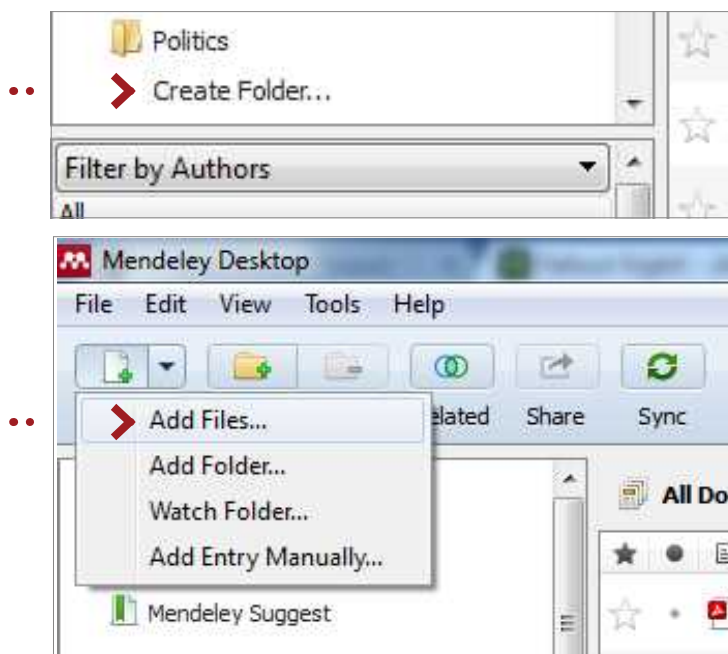 Politics
Create Folder...
Filter by Authors
All
Mendeley Desktop
File Edit View Tools Help
elated Share Sync
Add Files...
Add Folder...
Watch Folder...
Add Entry Manually...
All Do
Mendeley Suggest